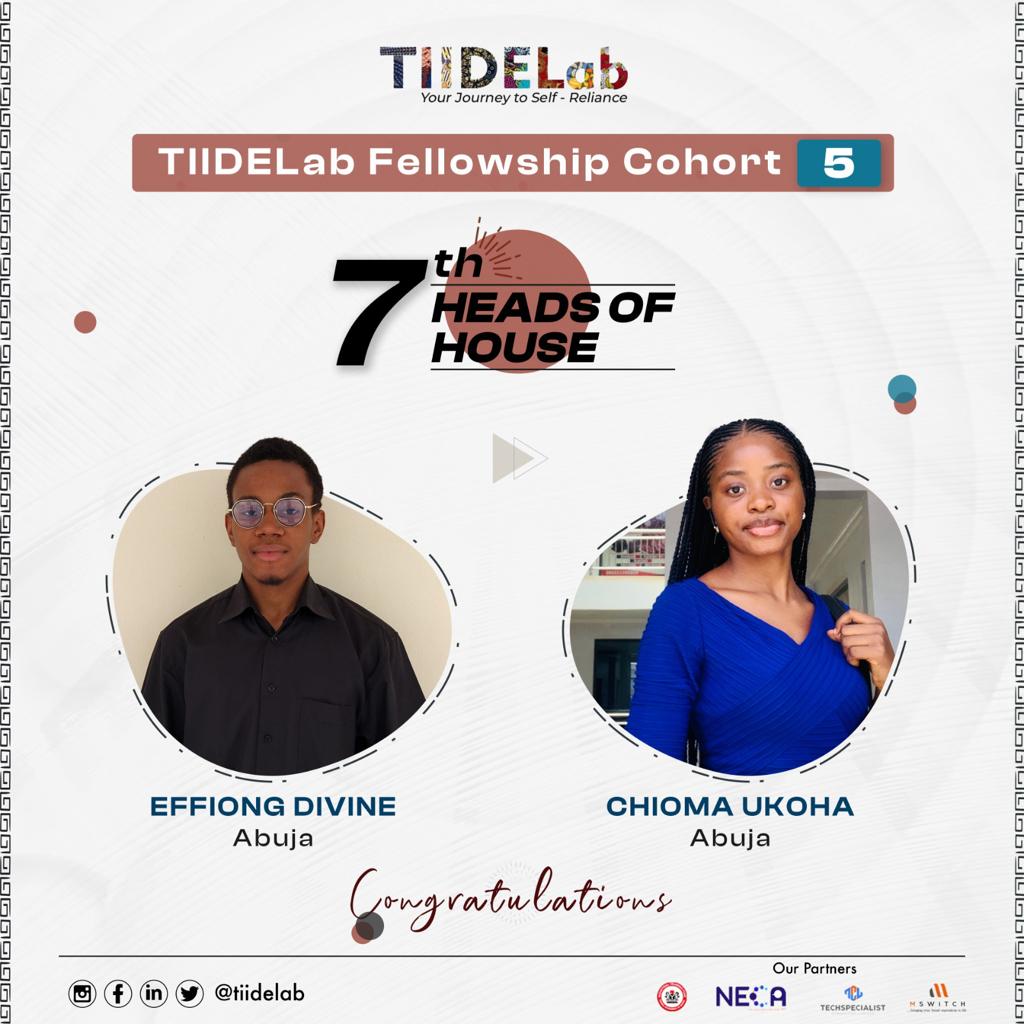 TIIDELab
Your Journey to Self - Reliance
TIIDELab Fellowship Cohort 5
7th
HEADS OF
HOUSE
EFFIONG DIVINE
Abuja
CHIOMA UKOHA
Abuja
Congratulations
Our Partners
@tiidelab
NECA
TCL
TECHSPECIALIST
MSWITCH